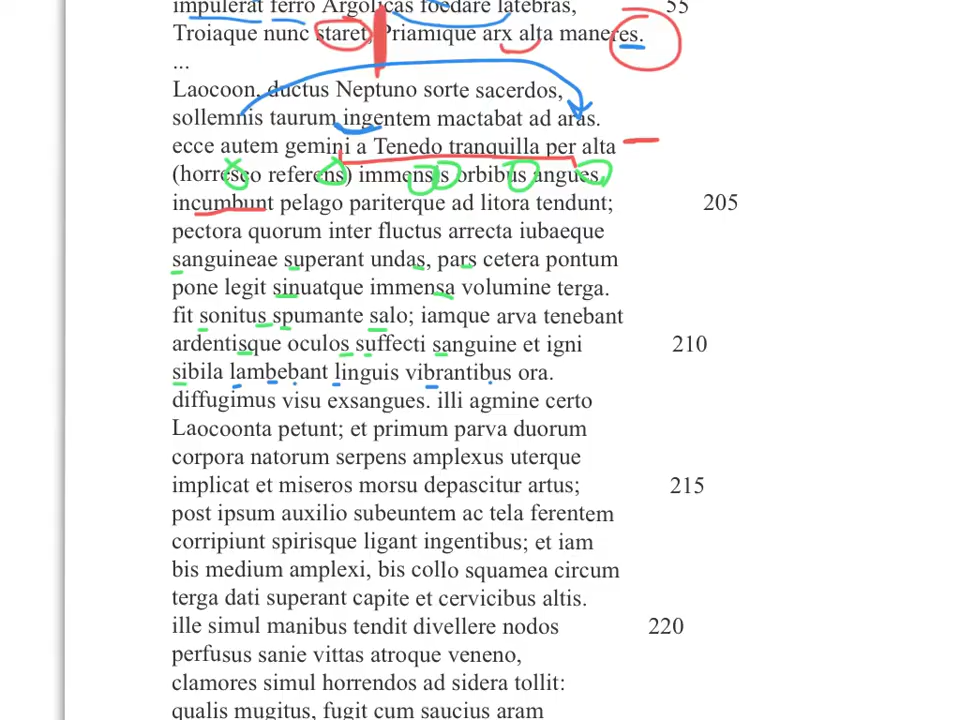 impulerat ferro Argolicas foedare latebras, 55
Troiaque nunc staret, Priamique arx alta maneres.
...
Laocoon, ductus Neptuno sorte sacerdos,
sollemnis taurum ingentem mactabat ad aras.
ecce autem gemini a Tenedo tranquilla per alta
(horresco referens) immensis orbibus angues,
incumbunt pelago pariterque ad litora tendunt; 205
pectora quorum inter fluctus arrecta iubaeque
sanguineae superant undas, pars cetera pontum
pone legit sinuatque immensa volumine terga.
fit sonitus spumante salo; iamque arva tenebant
ardentisque oculos suffecti sanguine et igni 210
sibila lambebant linguis vibrantibus ora.
diffugimus visu exsangues. illi agmine certo
Laocoonta petunt; et primum parva duorum
corpora natorum serpens amplexus uterque
implicat et miseros morsu depascitur artus; 215
post ipsum auxilio subeuntem ac tela ferentem
corripiunt spirisque ligant ingentibus; et iam
bis medium amplexi, bis collo squamea circum
terga dati superant capite et cervicibus altis.
ille simul manibus tendit divellere nodos 220
perfusus sanie vittas atroque veneno,
clamores simul horrendos ad sidera tollit:
qualis mugitus, fugit cum saucius aram